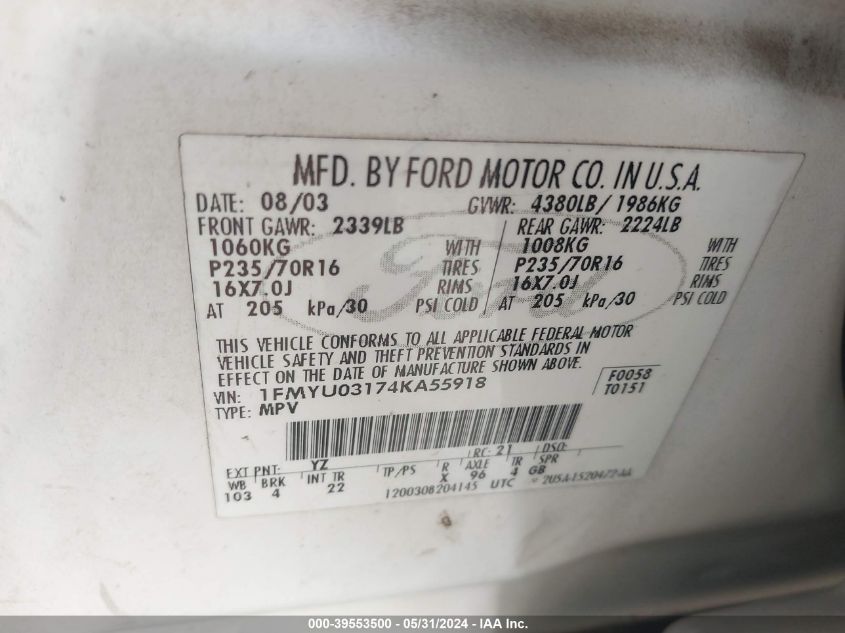 MFD. BY FORD MOTOR CO. IN U.S.A.
DATE: 08/03 GVWR: 4380LB/ 1986KG
FRONT GAWR: 2339LB REAR GAWR: 2224LB
1060KG WITH 1008KG WITH
P235/70R16 TIRES P235/70R16 TIRES
16X7.0J RIMS 16X7.0J RIMS
AT 205 kPa/30 PSI COLD AT 205 kPa/30 PSI COLD
Ford
THIS VEHICLE CONFORMS TO ALL APPLICABLE FEDERAL MOTOR
VEHICLE SAFETY AND THEFT PREVENTION STANDARDS IN
EFFECT ON THE DATE OF MANUFACTURE SHOWN ABOVE.
VIN: 1FMYU03174KA55918 F0058
TYPE: MPV T0151
EXT PNT: YZ RC: 21 DSO:
WB BRK INT TR TP/PS R AXLE TR SPR
103 4 22 X 96 4 GB
1200308204145 UTC
000-39553500 - 05/31/2024 - IAA Inc.